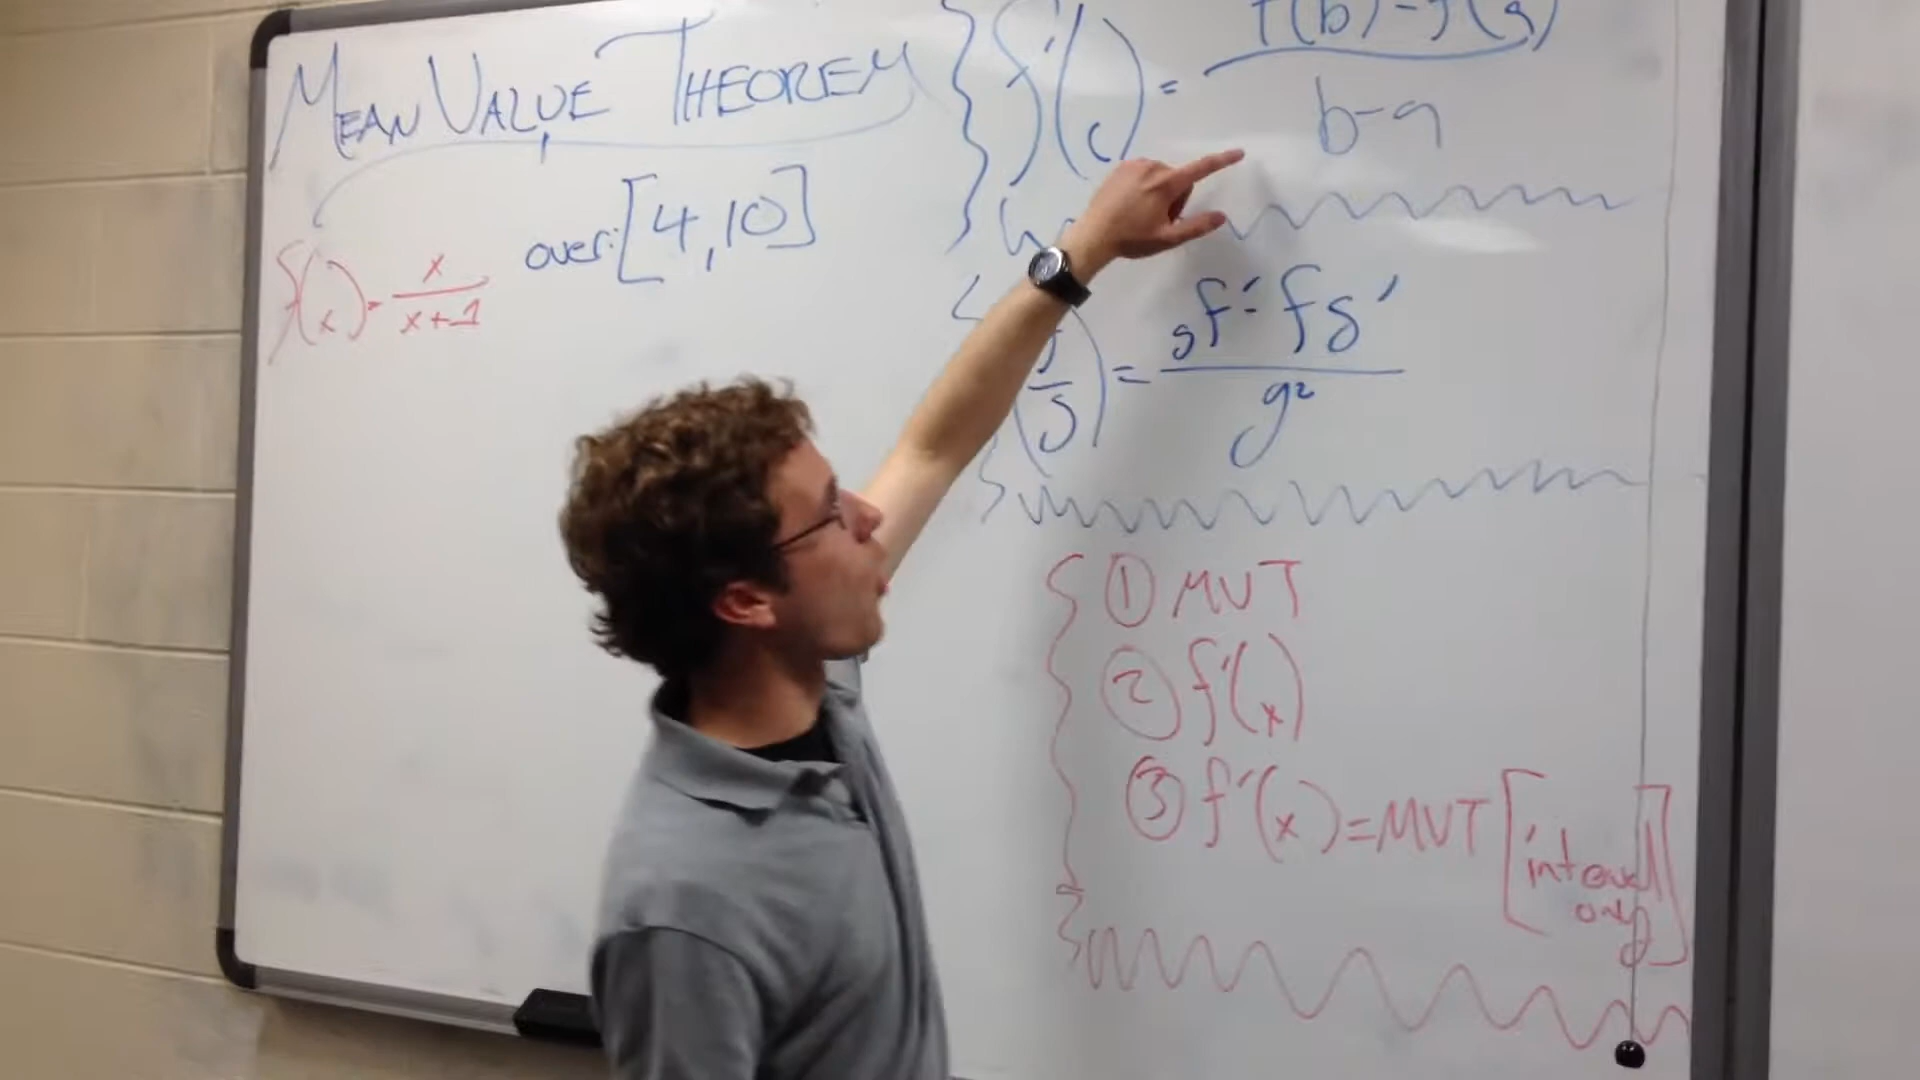 MEAN VALUE THEOREM
over: [4,10]
f(x) = x/(x+1)
f'(c) = (f(b)-f(a))/(b-a)
(f/g) = (gf'-fg')/g²
① MVT
② f'(x)
③ f'(x)=MVT [interval only]